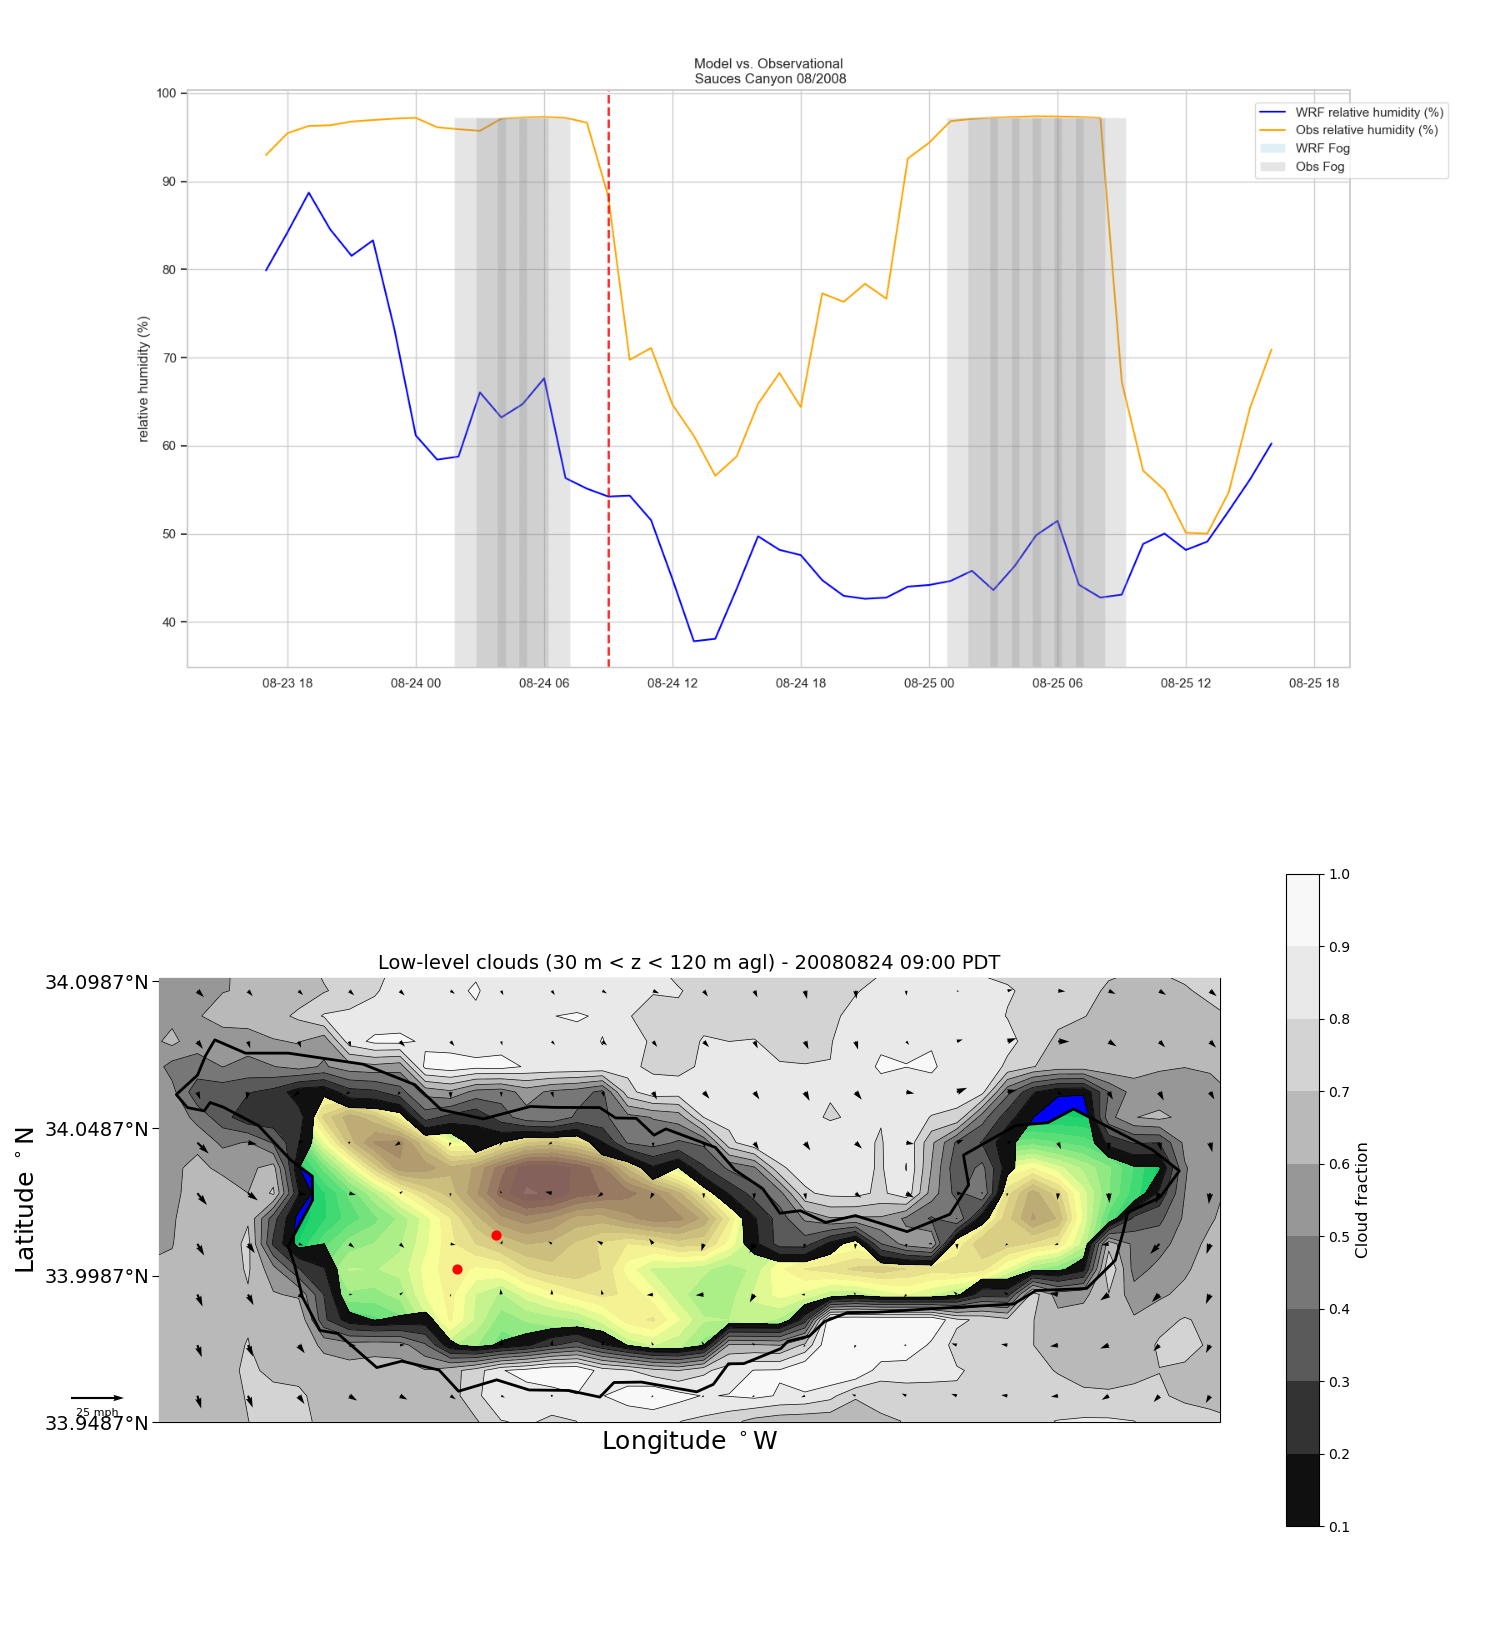 Model vs. Observational
Sauces Canyon 08/2008
100
90
80
70
60
50
40
relative humidity (%)
WRF relative humidity (%)
Obs relative humidity (%)
WRF Fog
Obs Fog
08-23 18
08-24 00
08-24 06
08-24 12
08-24 18
08-25 00
08-25 06
08-25 12
08-25 18
Low-level clouds (30 m < z < 120 m agl) - 20080824 09:00 PDT
34.0987°N
34.0487°N
33.9987°N
33.9487°N
Latitude °N
25 mph
Longitude °W
1.0
0.9
0.8
0.7
0.6
0.5
0.4
0.3
0.2
0.1
Cloud fraction